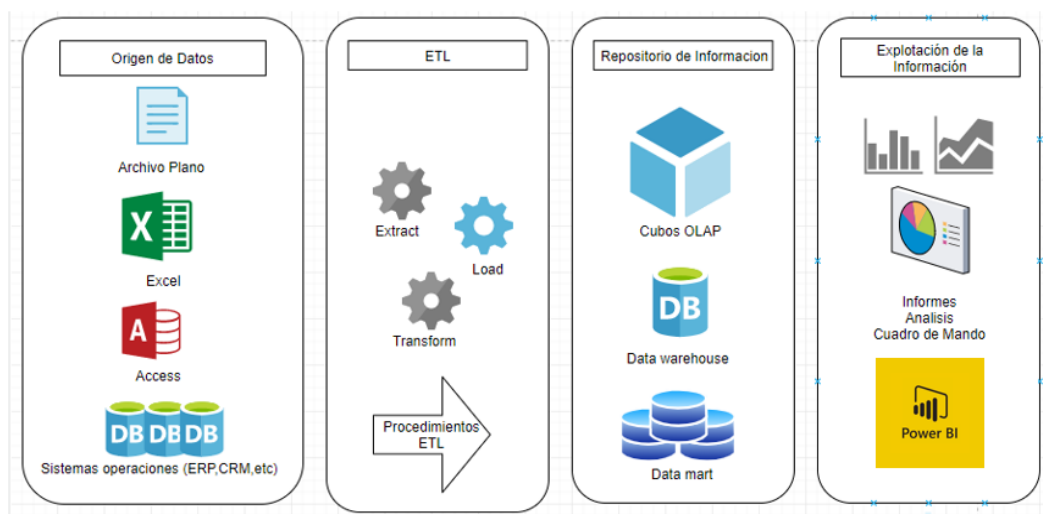 Origen de Datos
Archivo Plano
X
Excel
A
Access
DB DB DB
Sistemas operaciones (ERP,CRM,etc)
ETL
Extract
Load
Transform
Procedimientos
ETL
Repositorio de Informacion
Cubos OLAP
DB
Data warehouse
Data mart
Explotación de la
Información
Informes
Analisis
Cuadro de Mando
Power BI